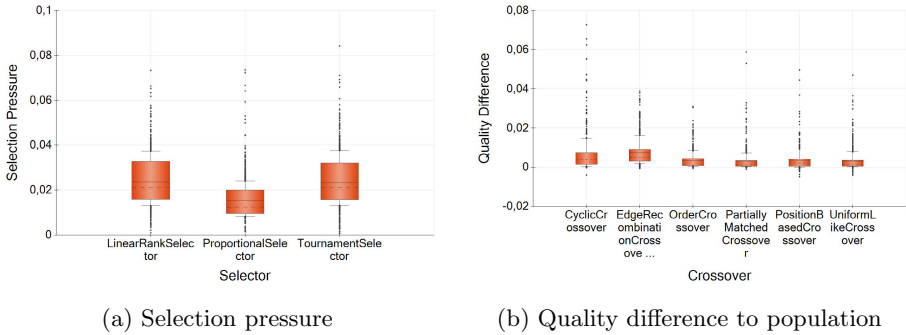 0,1
0,08
0,06
0,04
0,02
0
Selection Pressure
LinearRankSelec
tor
ProportionalSele
ctor
TournamentSele
ctor
Selector
(a) Selection pressure
0,08
0,06
0,04
0,02
0
-0,02
Quality Difference
CyclicCr
ossover
EdgeRec
ombinati
onCross
ove ...
OrderCro
ssover
Partially
Matched
Crossove
r
PositionB
asedCro
ssover
UniformL
ikeCross
over
Crossover
(b) Quality difference to population